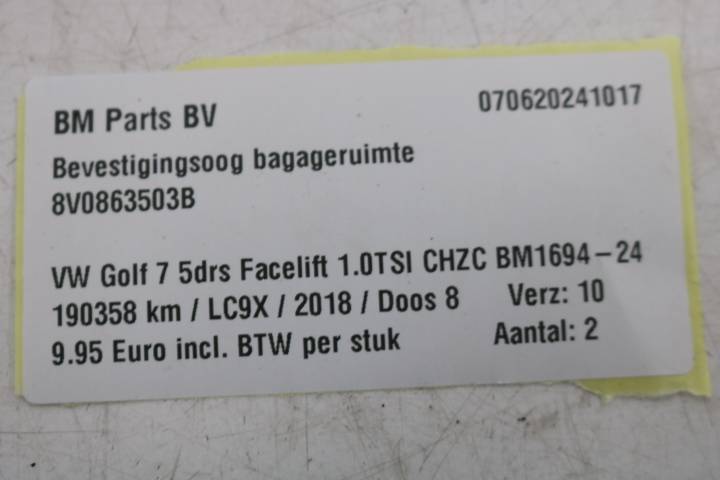 BM Parts BV 070620241017
Bevestigingsoog bagageruimte
8V0863503B
VW Golf 7 5drs Facelift 1.0TSI CHZC BM1694-24
190358 km / LC9X / 2018 / Doos 8 Verz: 10
9.95 Euro incl. BTW per stuk Aantal: 2